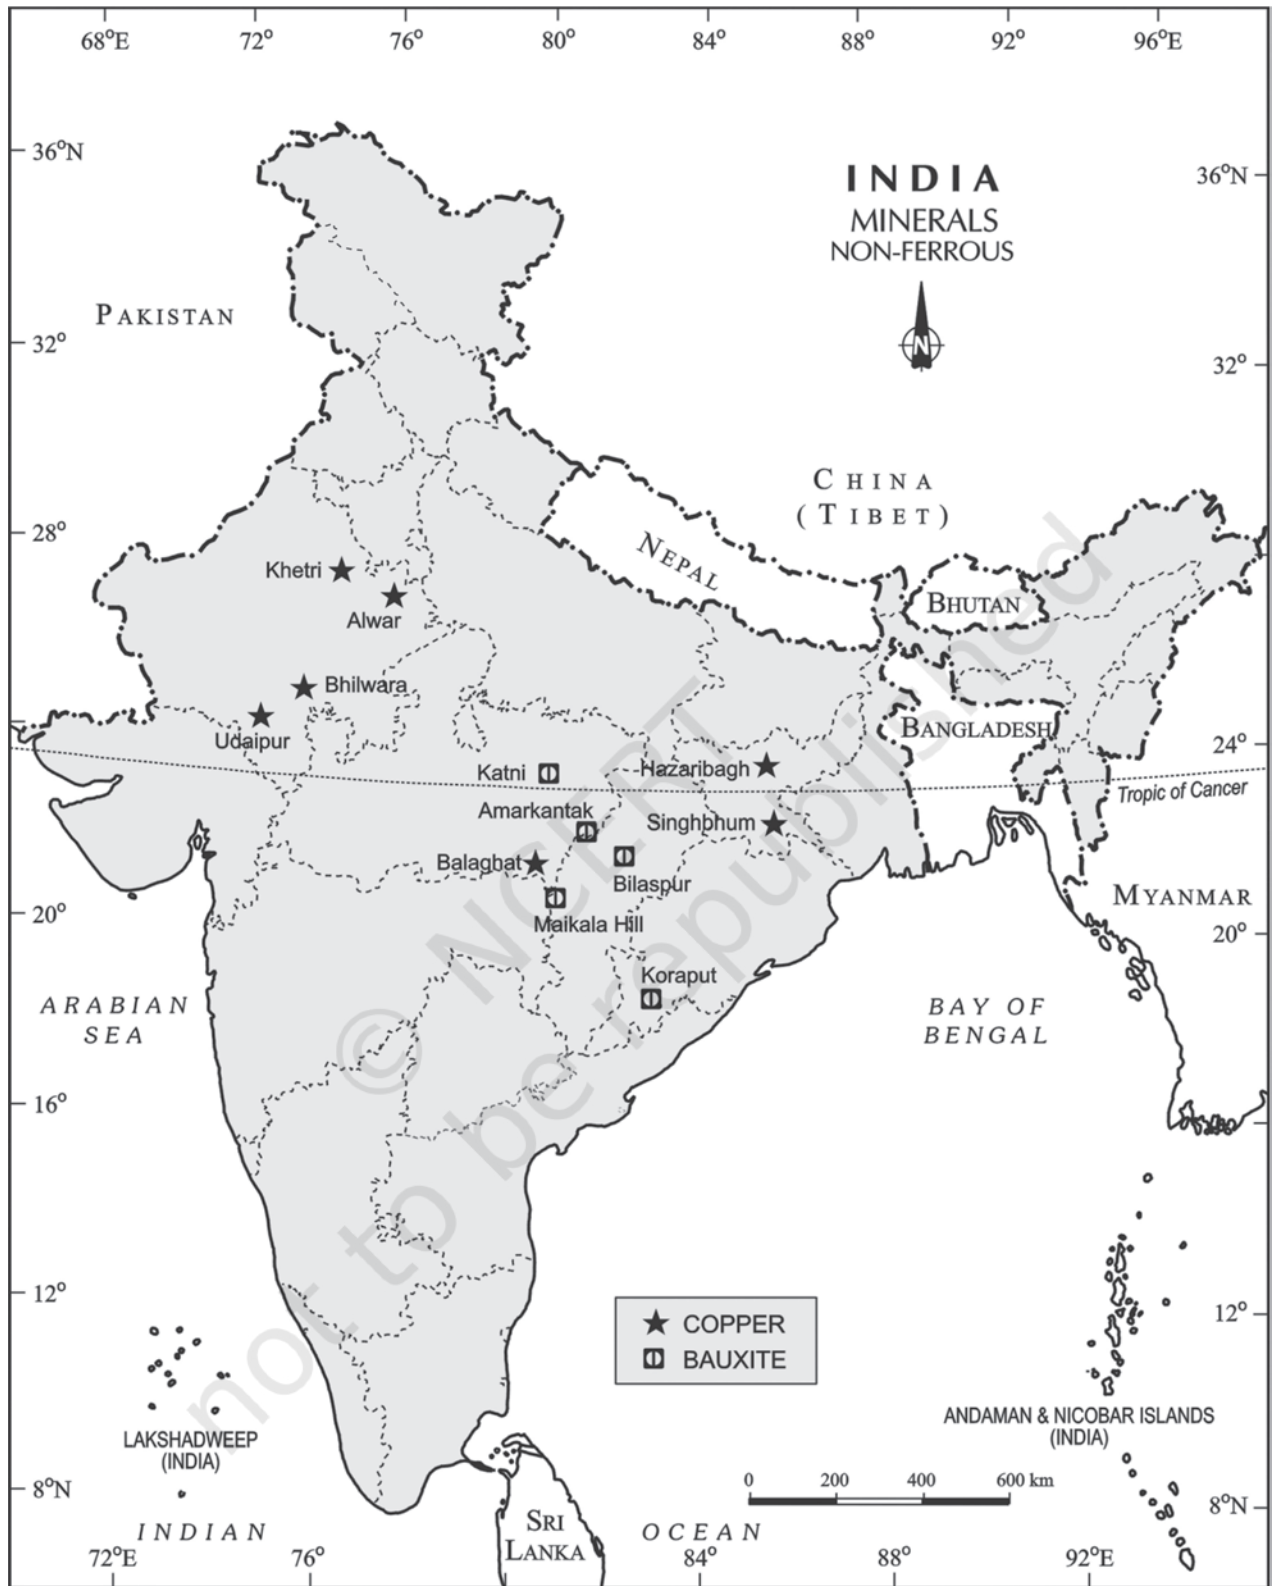 68°E 72° 76° 80° 84° 88° 92° 96°E
36°N
36°N
INDIA
MINERALS
NON-FERROUS
N
PAKISTAN
32°
32°
CHINA
(TIBET)
28°
NEPAL
BHUTAN
Khetri
Alwar
Bhilwara
Udaipur
BANGLADESH
24°
Katni
Hazaribagh
Tropic of Cancer
Amarkantak
Singhbhum
Balaghat
Bilaspur
Maikala Hill
MYANMAR
20°
20°
Koraput
ARABIAN
SEA
BAY OF
BENGAL
16°
12°
12°
COPPER
BAUXITE
LAKSHADWEEP
(INDIA)
ANDAMAN & NICOBAR ISLANDS
(INDIA)
0 200 400 600 km
8°N
8°N
SRI
LANKA
INDIAN OCEAN
72°E 76° 84° 88° 92°E
© NCERT
not to be republished